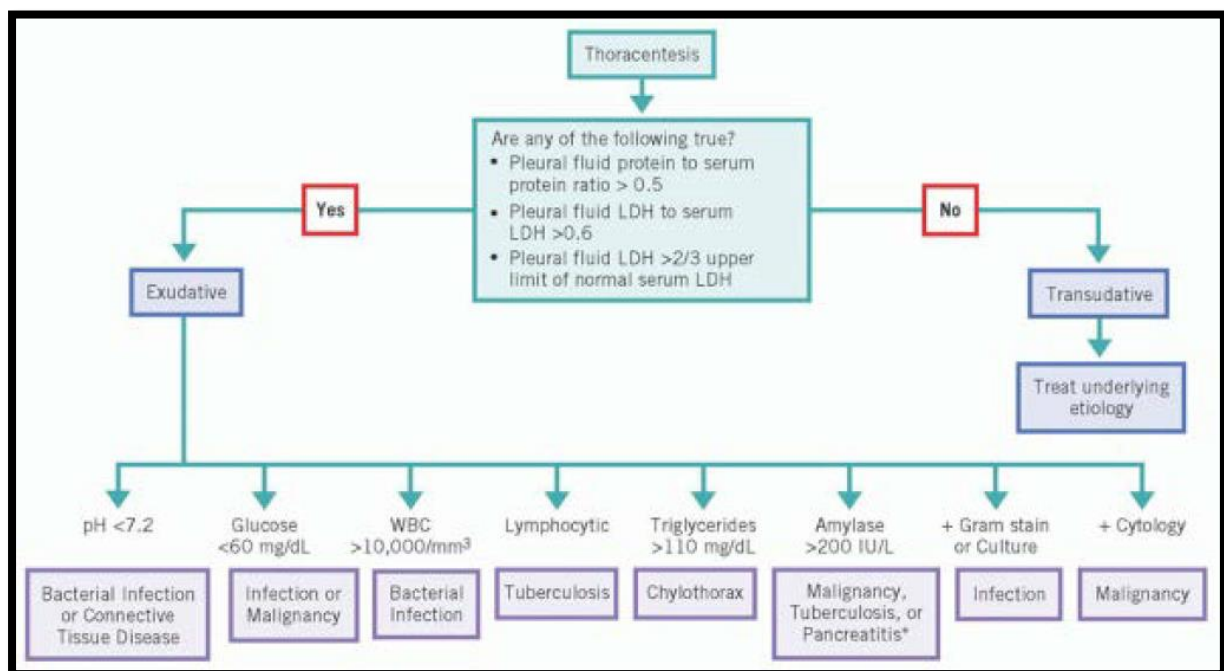 Thoracentesis
Are any of the following true?
• Pleural fluid protein to serum
protein ratio > 0.5
• Pleural fluid LDH to serum
LDH >0.6
• Pleural fluid LDH >2/3 upper
limit of normal serum LDH
Yes
No
Exudative
Transudative
Treat underlying
etiology
pH <7.2
Glucose
<60 mg/dL
WBC
>10,000/mm³
Lymphocytic
Triglycerides
>110 mg/dL
Amylase
>200 IU/L
+ Gram stain
or Culture
+ Cytology
Bacterial Infection
or Connective
Tissue Disease
Infection or
Malignancy
Bacterial
Infection
Tuberculosis
Chylothorax
Malignancy,
Tuberculosis, or
Pancreatitis*
Infection
Malignancy